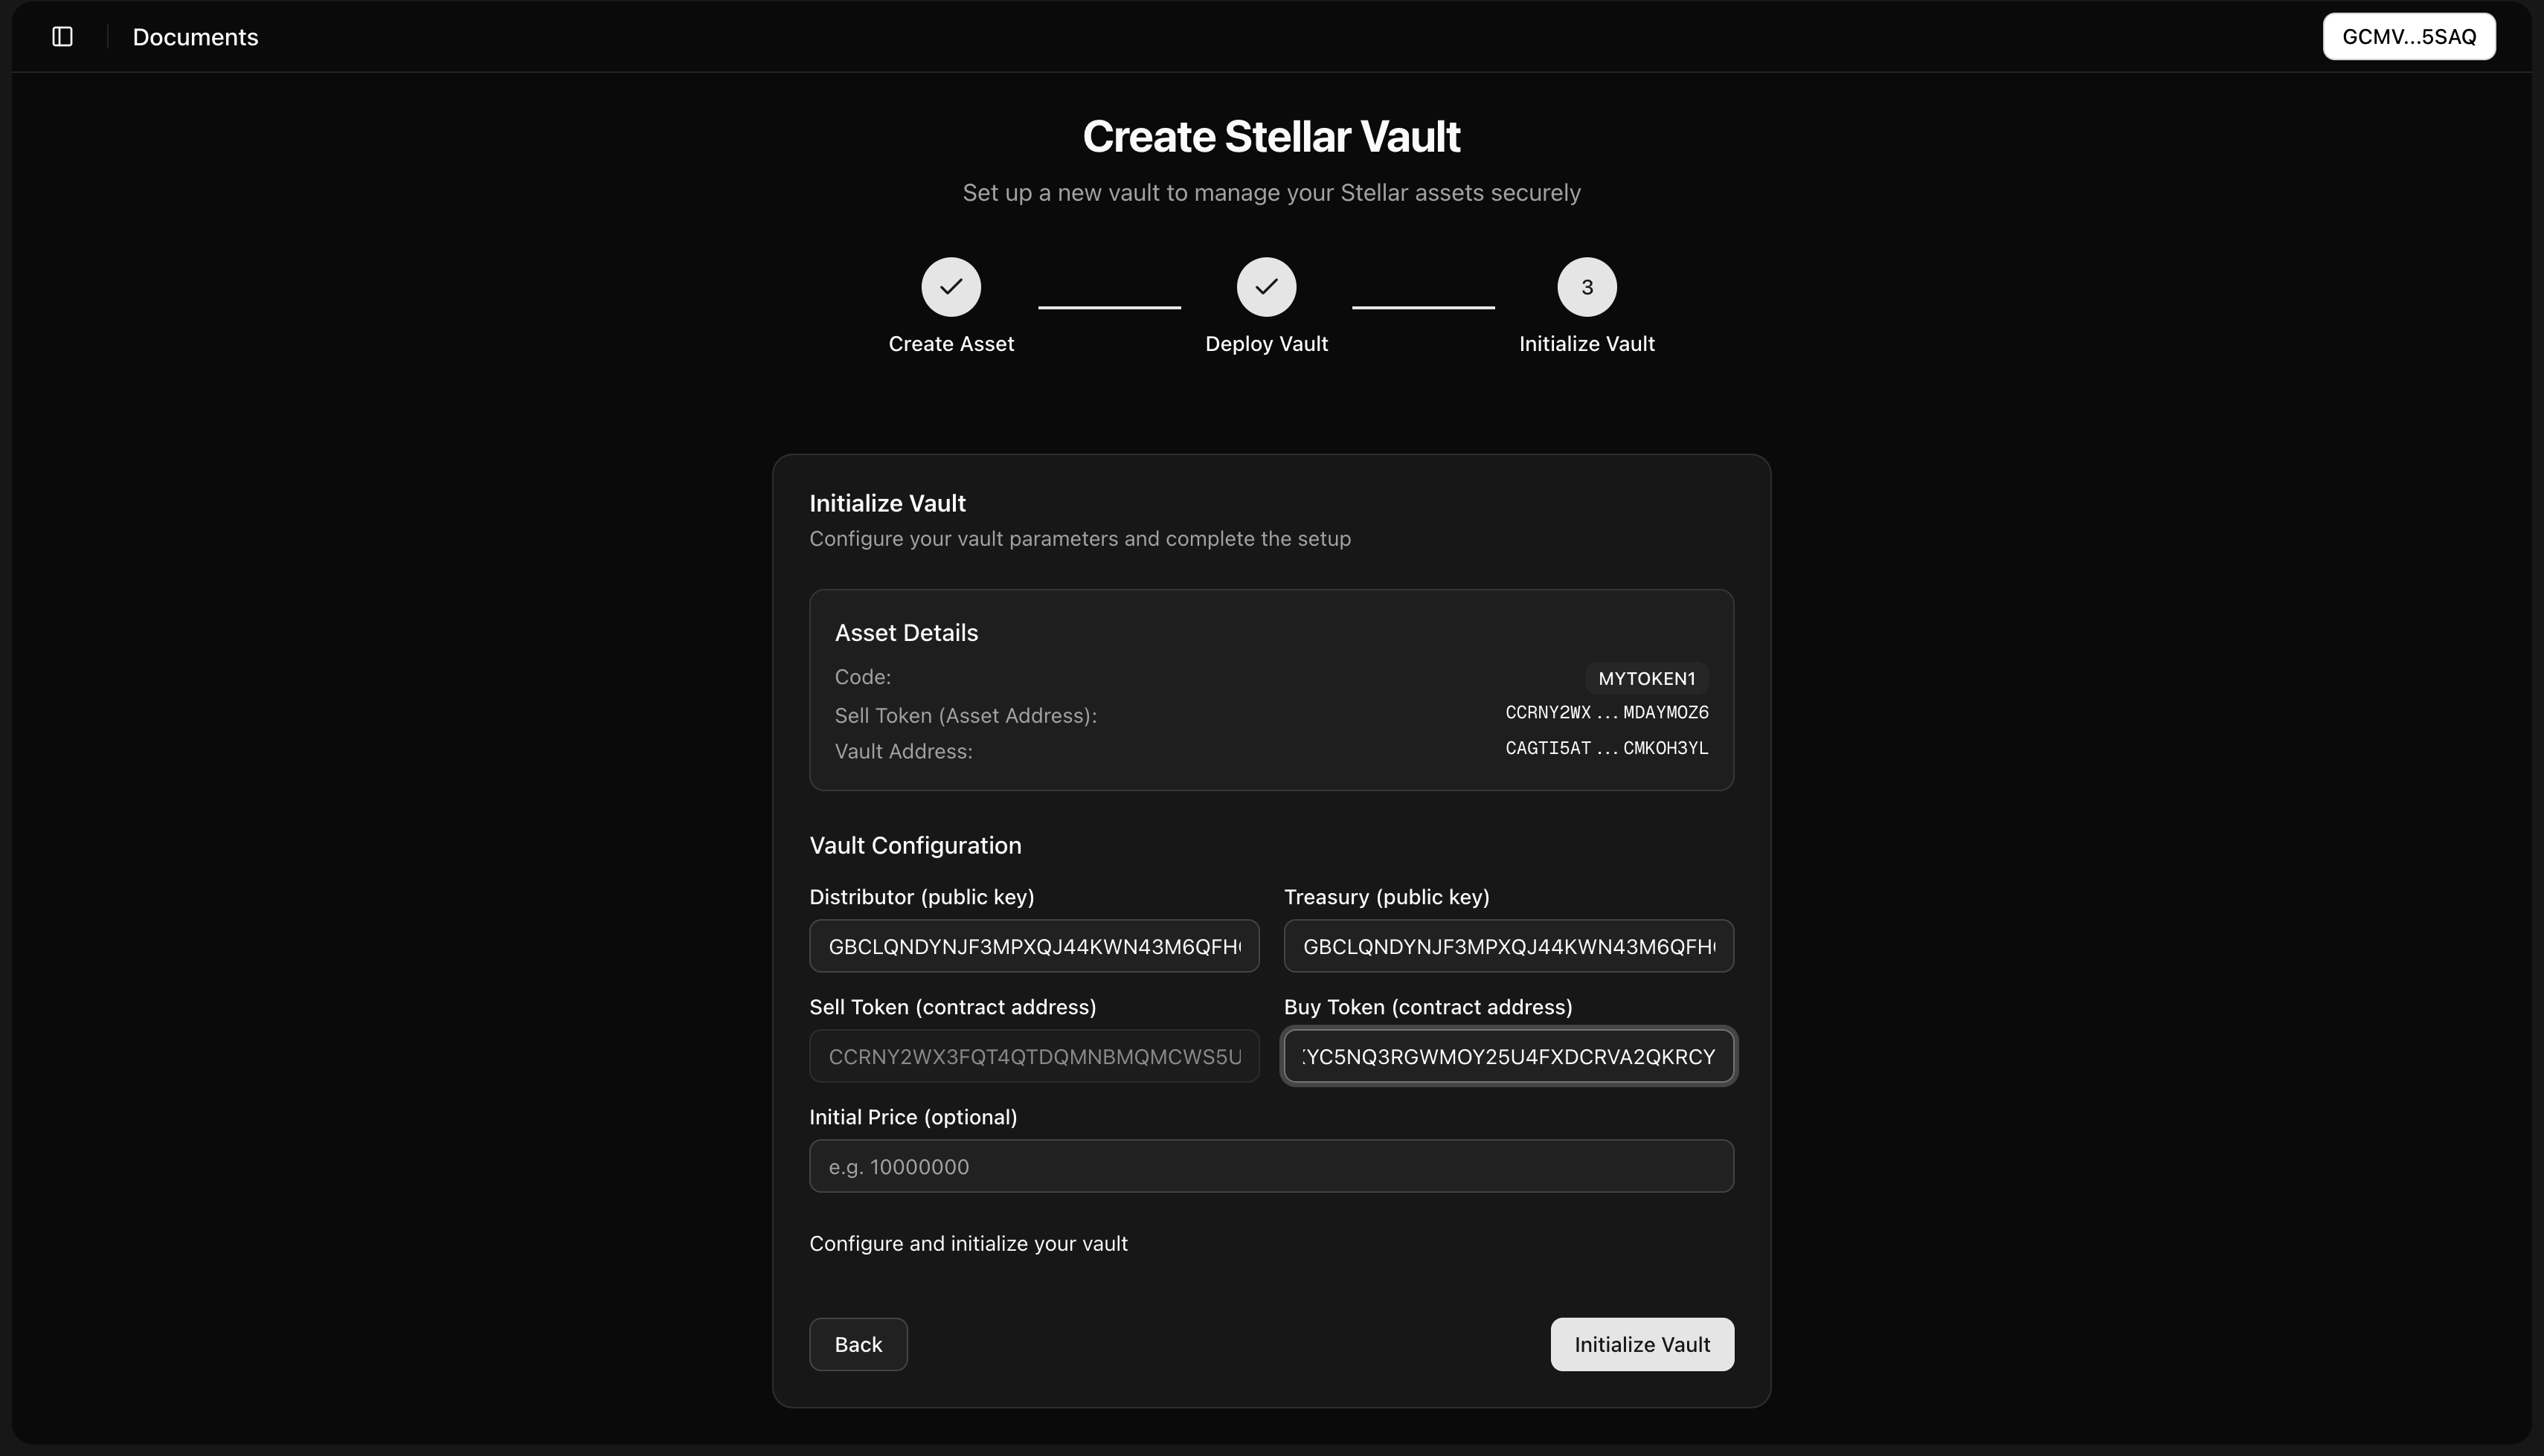 Documents
GCMV...5SAQ
Create Stellar Vault
Set up a new vault to manage your Stellar assets securely
3
Create Asset
Deploy Vault
Initialize Vault
Initialize Vault
Configure your vault parameters and complete the setup
Asset Details
Code:
MYTOKEN1
Sell Token (Asset Address):
CCRNY2WX...MDAYMOZ6
Vault Address:
CAGTI5AT...CMKOH3YL
Vault Configuration
Distributor (public key)
Treasury (public key)
GBCLQNDYNJF3MPXQJ44KWN43M6QFH
GBCLQNDYNJF3MPXQJ44KWN43M6QFH
Sell Token (contract address)
Buy Token (contract address)
CCRNY2WX3FQT4QTDQMNBMQMCWS5U
YC5NQ3RGWMOY25U4FXDCRVA2QKRCY
Initial Price (optional)
e.g. 10000000
Configure and initialize your vault
Back
Initialize Vault